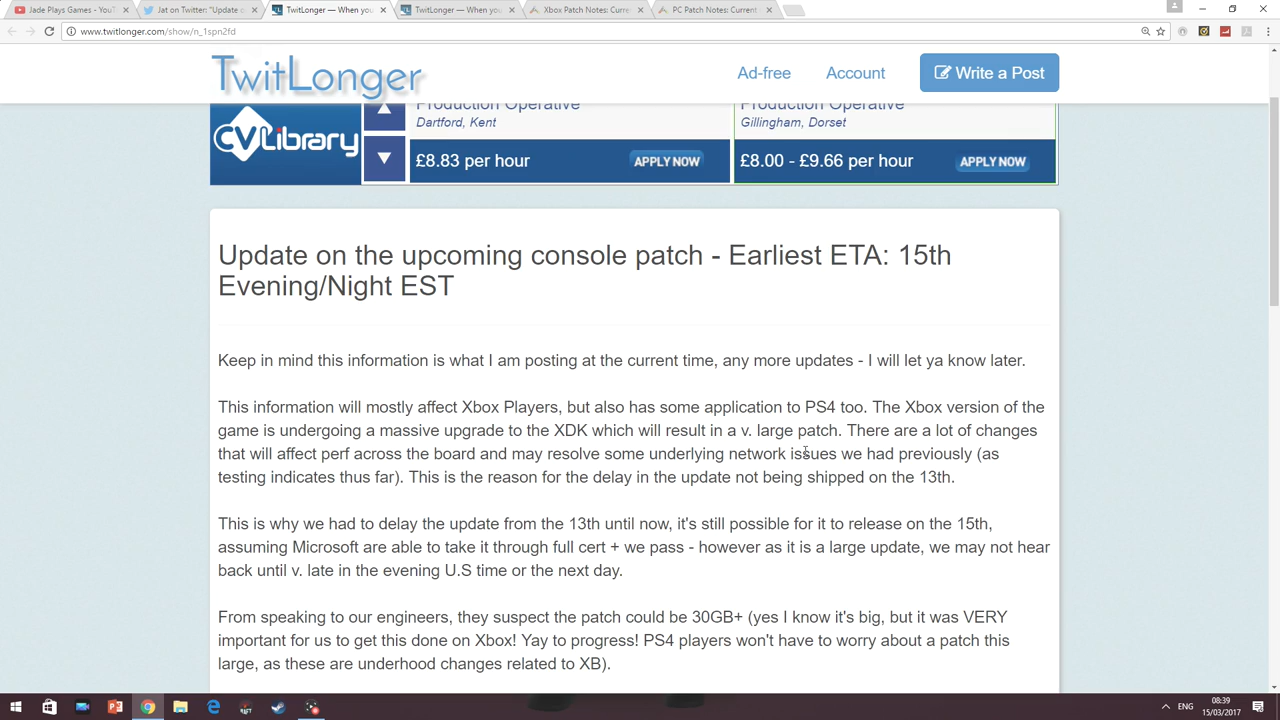 Jade Plays Games - YouT
Jat on Twitter: "Update o
TwitLonger — When you
TwitLonger — When you
Xbox Patch Notes: Curre
PC Patch Notes: Current
www.twitlonger.com/show/n_1spn2fd
TwitLonger
Ad-free
Account
Write a Post
Production Operative
Production Operative
Dartford, Kent
Gillingham, Dorset
CVLibrary
£8.83 per hour
APPLY NOW
£8.00 - £9.66 per hour
APPLY NOW
Update on the upcoming console patch - Earliest ETA: 15th
Evening/Night EST
Keep in mind this information is what I am posting at the current time, any more updates - I will let ya know later.
This information will mostly affect Xbox Players, but also has some application to PS4 too. The Xbox version of the
game is undergoing a massive upgrade to the XDK which will result in a v. large patch. There are a lot of changes
that will affect perf across the board and may resolve some underlying network issues we had previously (as
testing indicates thus far). This is the reason for the delay in the update not being shipped on the 13th.
This is why we had to delay the update from the 13th until now, it's still possible for it to release on the 15th,
assuming Microsoft are able to take it through full cert + we pass - however as it is a large update, we may not hear
back until v. late in the evening U.S time or the next day.
From speaking to our engineers, they suspect the patch could be 30GB+ (yes I know it's big, but it was VERY
important for us to get this done on Xbox! Yay to progress! PS4 players won't have to worry about a patch this
large, as these are underhood changes related to XB).
ENG
08:39
15/03/2017